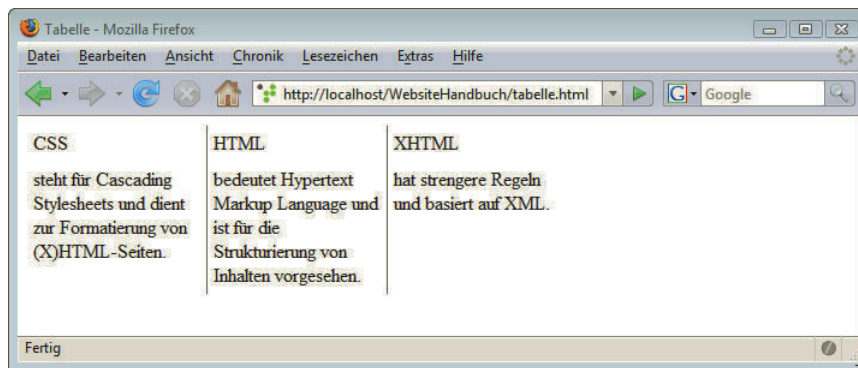 Tabelle - Mozilla Firefox
Datei Bearbeiten Ansicht Chronik Lesezeichen Extras Hilfe
http://localhost/WebsiteHandbuch/tabelle.html G Google
CSS
steht für Cascading
Stylesheets und dient
zur Formatierung von
(X)HTML-Seiten.
HTML
bedeutet Hypertext
Markup Language und
ist für die
Strukturierung von
Inhalten vorgesehen.
XHTML
hat strengere Regeln
und basiert auf XML.
Fertig